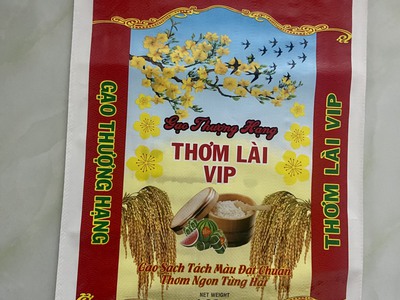 Gạo Thượng Hạng
THƠM LÀI
VIP
GẠO THƯỢNG HẠNG
THƠM LÀI VIP
Gạo Sạch Tách Màu Đạt Chuẩn
Thơm Ngon Từng Hạt
NET WEIGHT